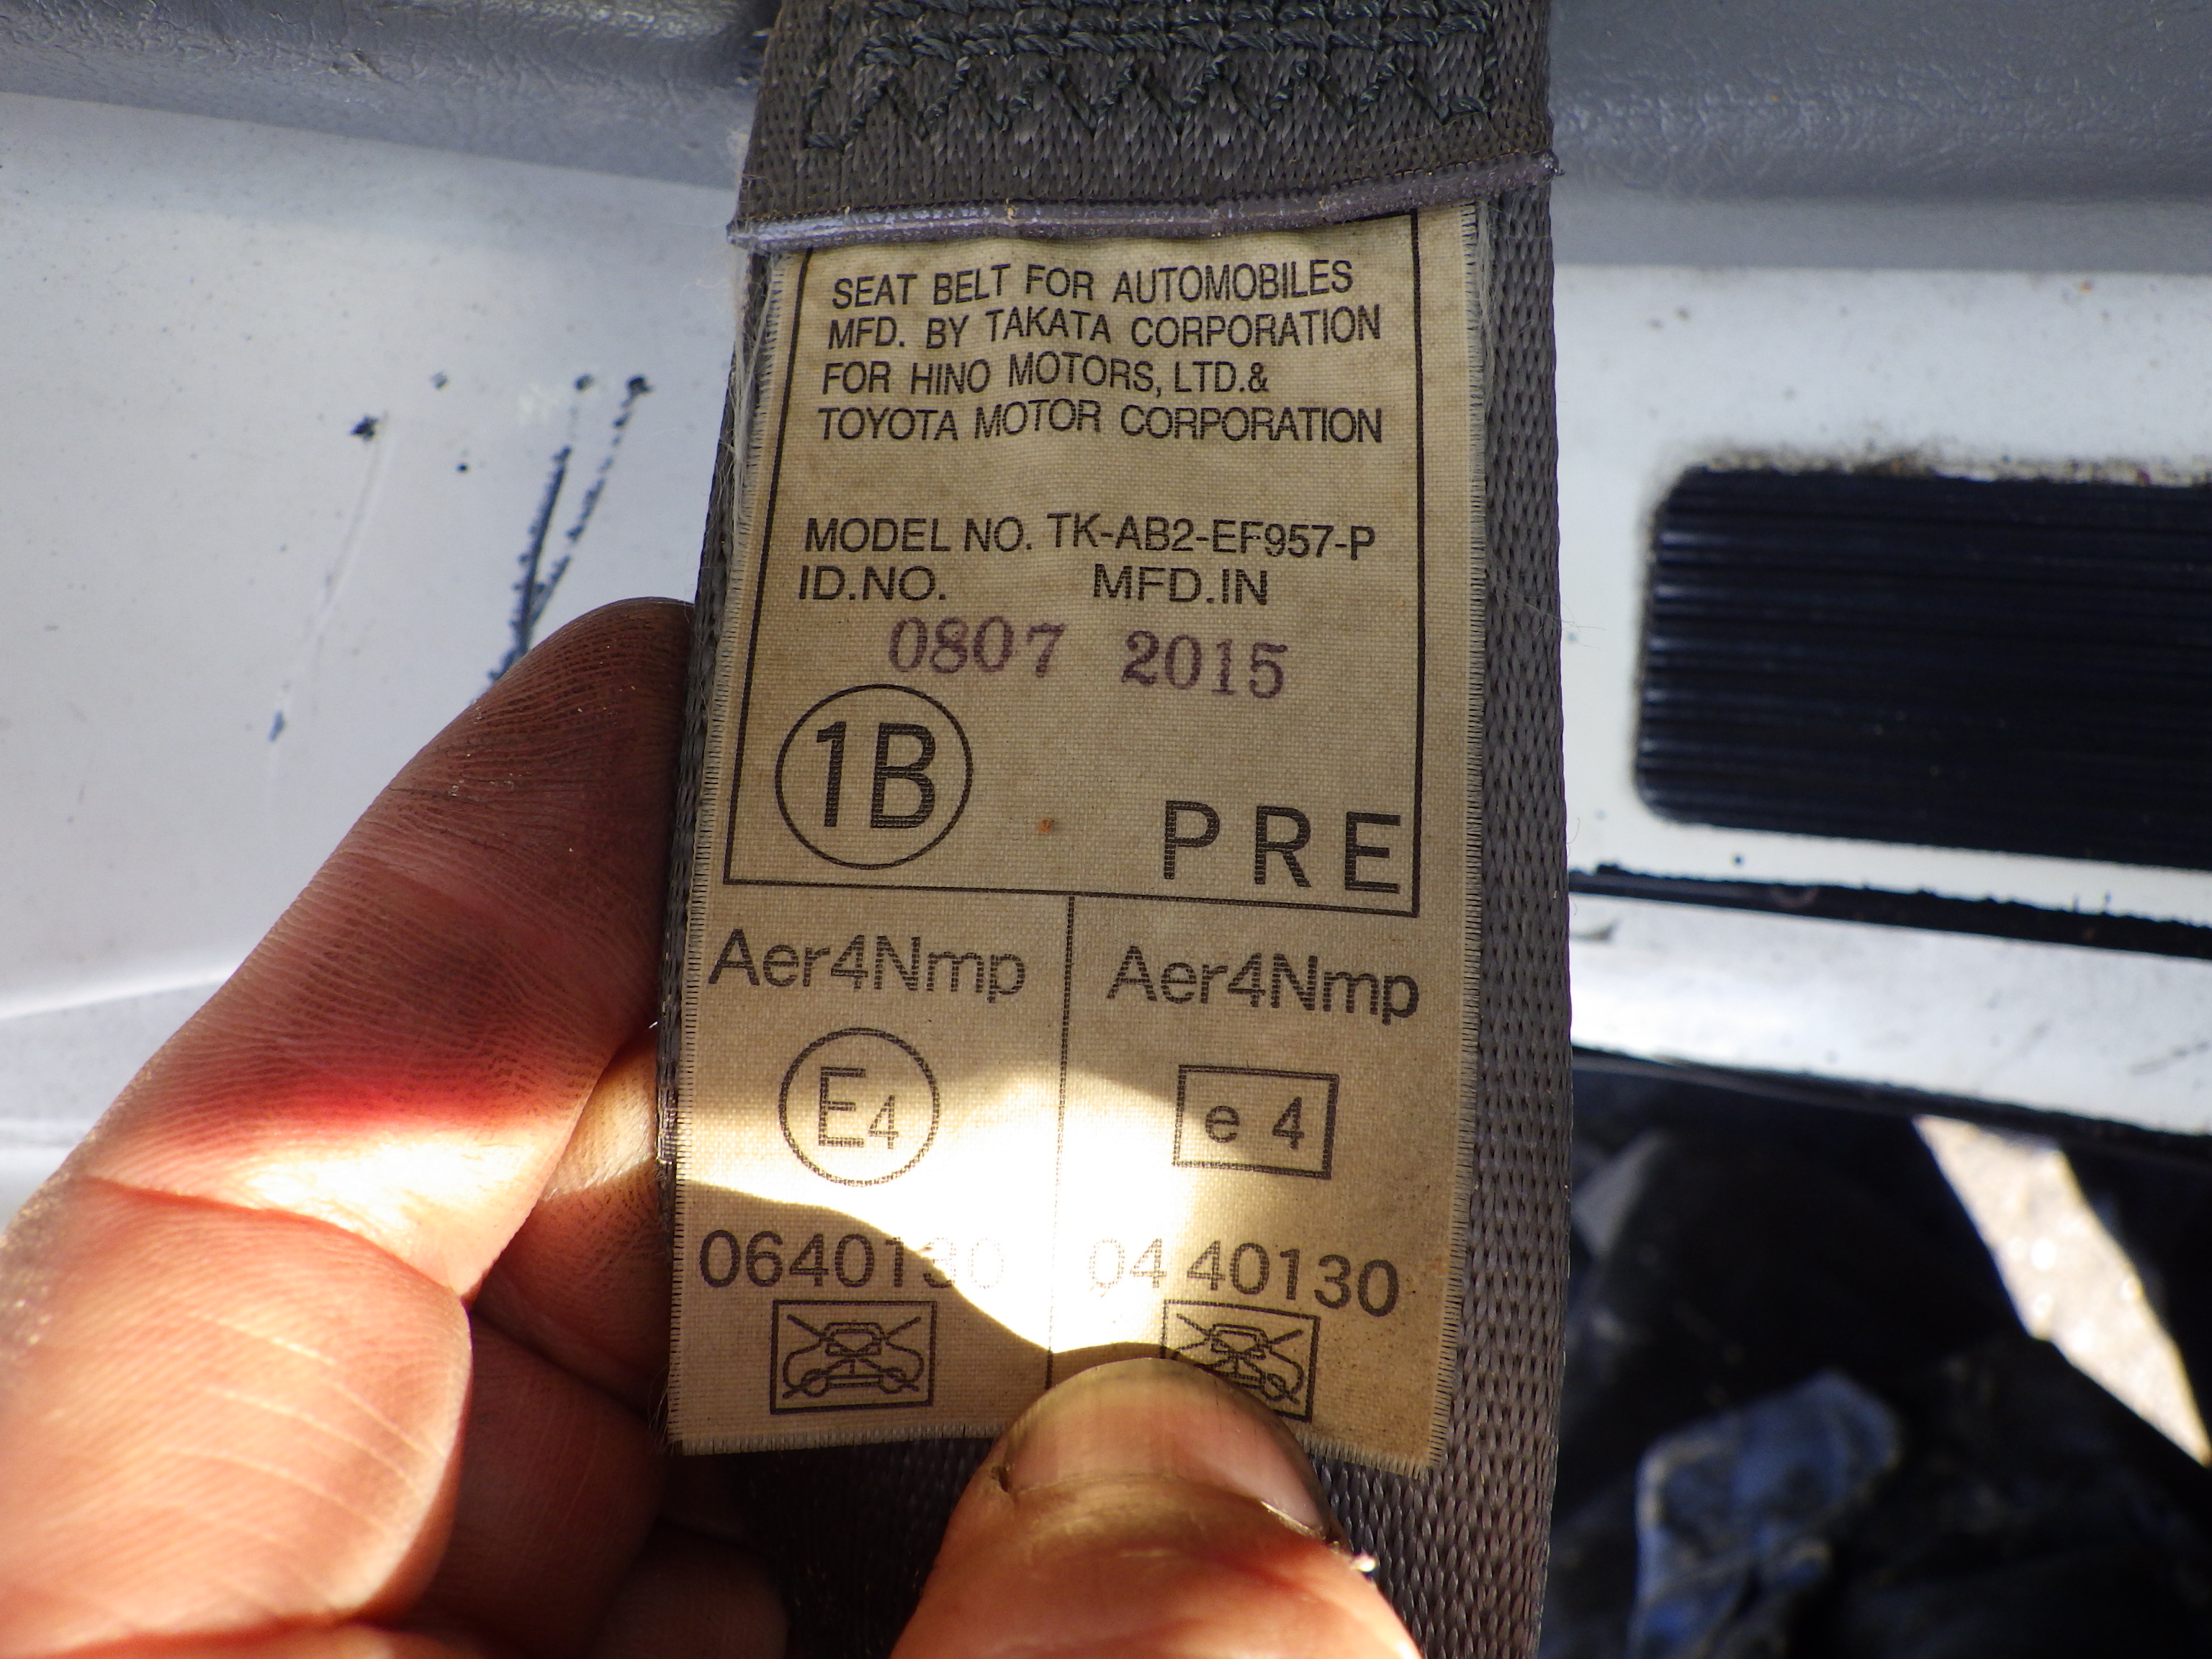 SEAT BELT FOR AUTOMOBILES
MFD. BY TAKATA CORPORATION
FOR HINO MOTORS, LTD.&
TOYOTA MOTOR CORPORATION
MODEL NO. TK-AB2-EF957-P
ID.NO. MFD.IN
0807 2015
1B
PRE
Aer4Nmp Aer4Nmp
E4 e 4
0640130 0440130